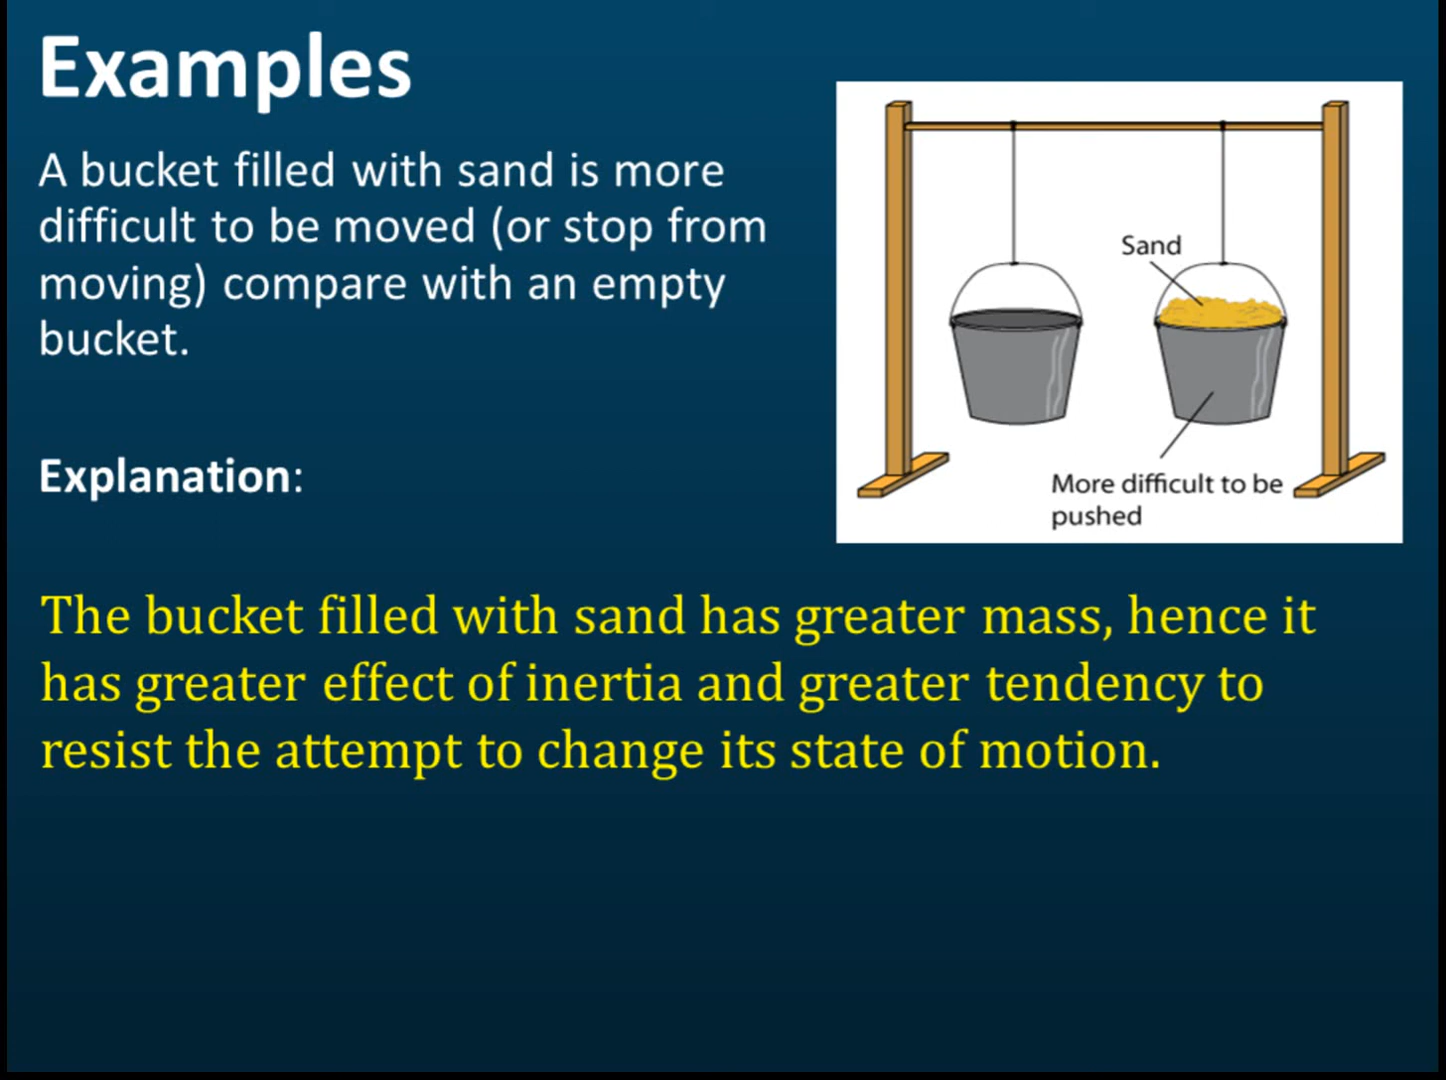 Examples
A bucket filled with sand is more
difficult to be moved (or stop from
moving) compare with an empty
bucket.
Sand
More difficult to be
pushed
Explanation:
The bucket filled with sand has greater mass, hence it
has greater effect of inertia and greater tendency to
resist the attempt to change its state of motion.